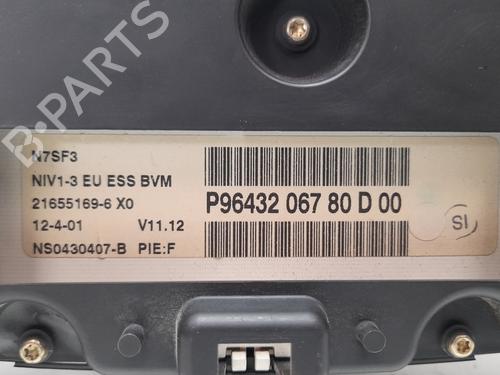 N7SF3
NIV1-3 EU ESS BVM
21655169-6 X0
12-4-01 V11.12
NS0430407-B PIE:F
P96432 067 80 D 00
IS
B-PARTS